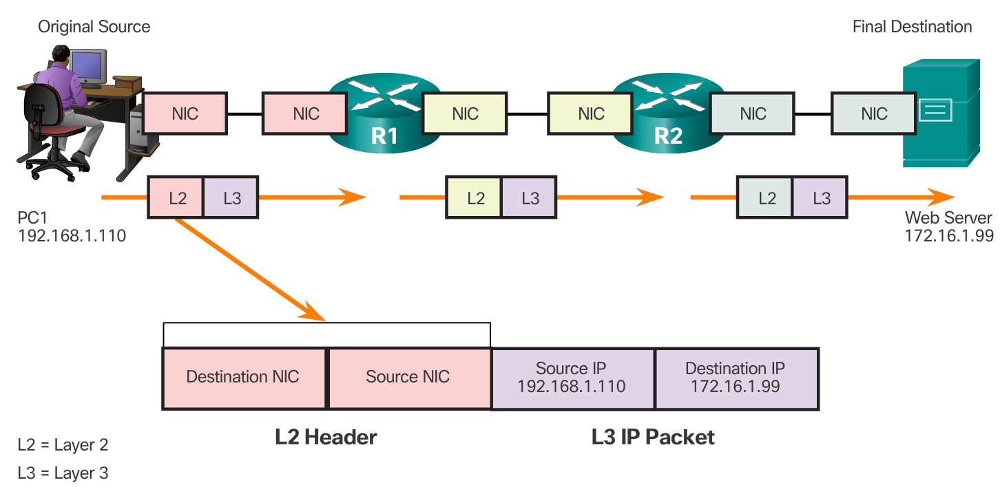 Original Source
Final Destination
NIC
NIC
R1
NIC
NIC
R2
NIC
NIC
L2
L3
L2
L3
L2
L3
PC1
192.168.1.110
Web Server
172.16.1.99
Destination NIC
Source NIC
Source IP
192.168.1.110
Destination IP
172.16.1.99
L2 Header
L3 IP Packet
L2 = Layer 2
L3 = Layer 3